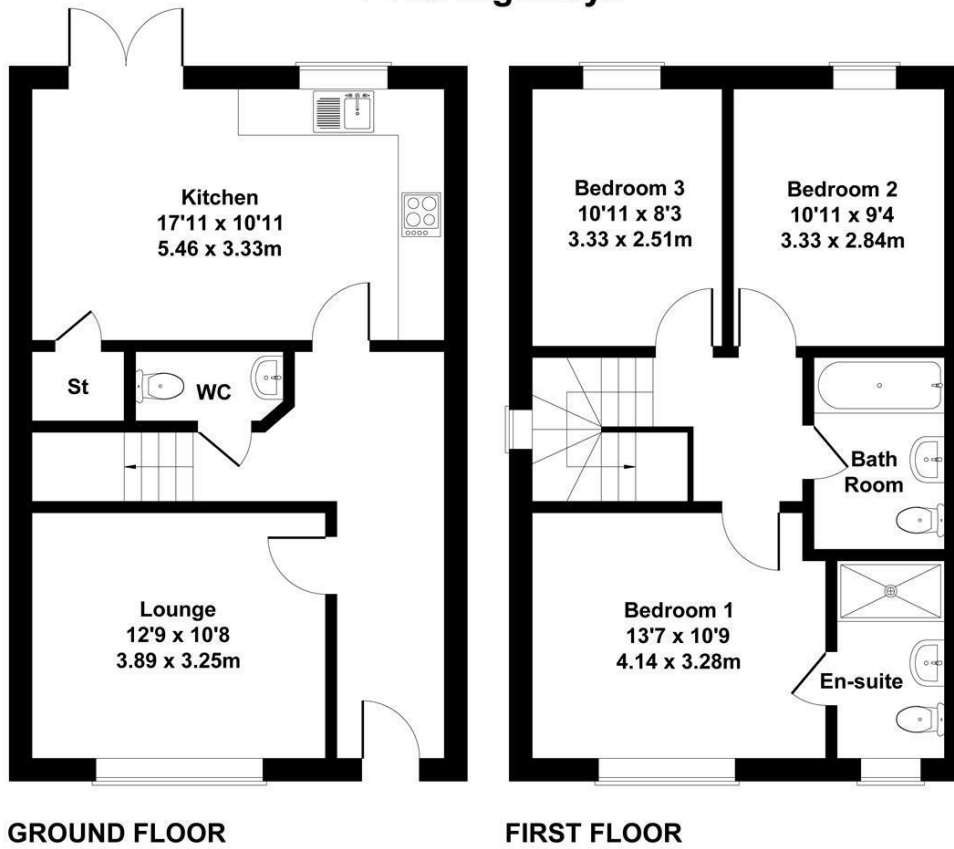 Kitchen
17'11 x 10'11
5.46 x 3.33m
St
WC
Lounge
12'9 x 10'8
3.89 x 3.25m
GROUND FLOOR
Bedroom 3
10'11 x 8'3
3.33 x 2.51m
Bedroom 2
10'11 x 9'4
3.33 x 2.84m
Bath
Room
Bedroom 1
13'7 x 10'9
4.14 x 3.28m
En-suite
FIRST FLOOR